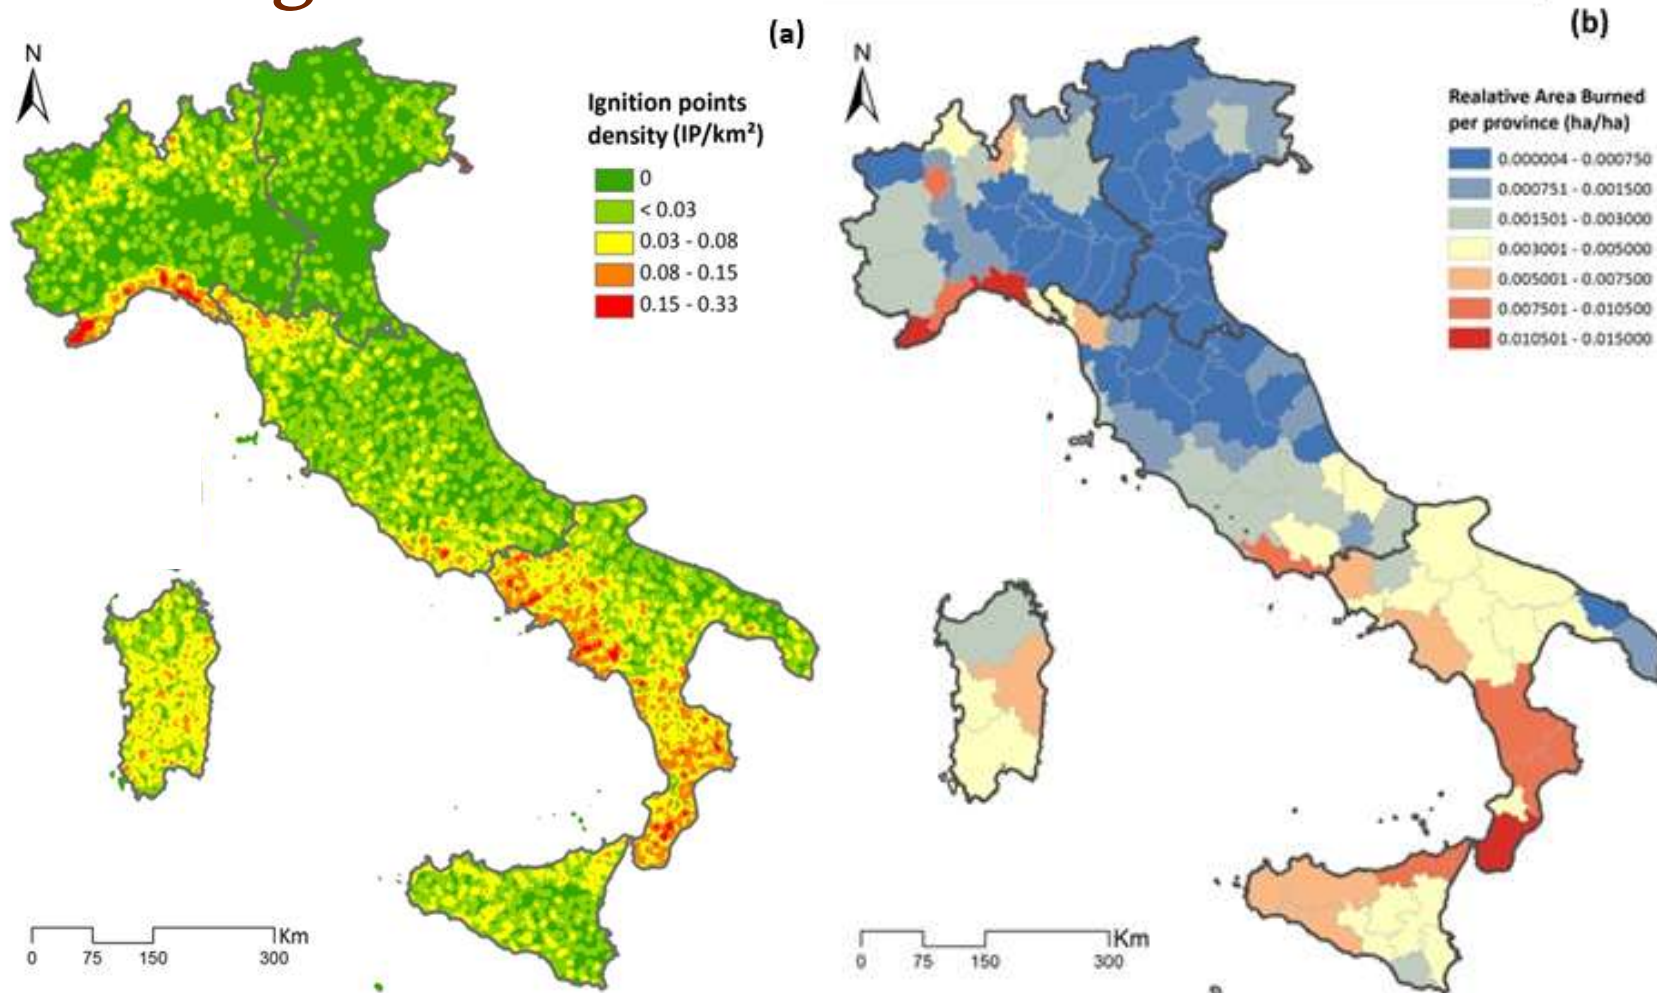 (a)
N
Ignition points
density (IP/km²)
0
< 0.03
0.03 - 0.08
0.08 - 0.15
0.15 - 0.33
Km
0 75 150 300
(b)
N
Realative Area Burned
per province (ha/ha)
0.000004 - 0.000750
0.000751 - 0.001500
0.001501 - 0.003000
0.003001 - 0.005000
0.005001 - 0.007500
0.007501 - 0.010500
0.010501 - 0.015000
Km
0 75 150 300